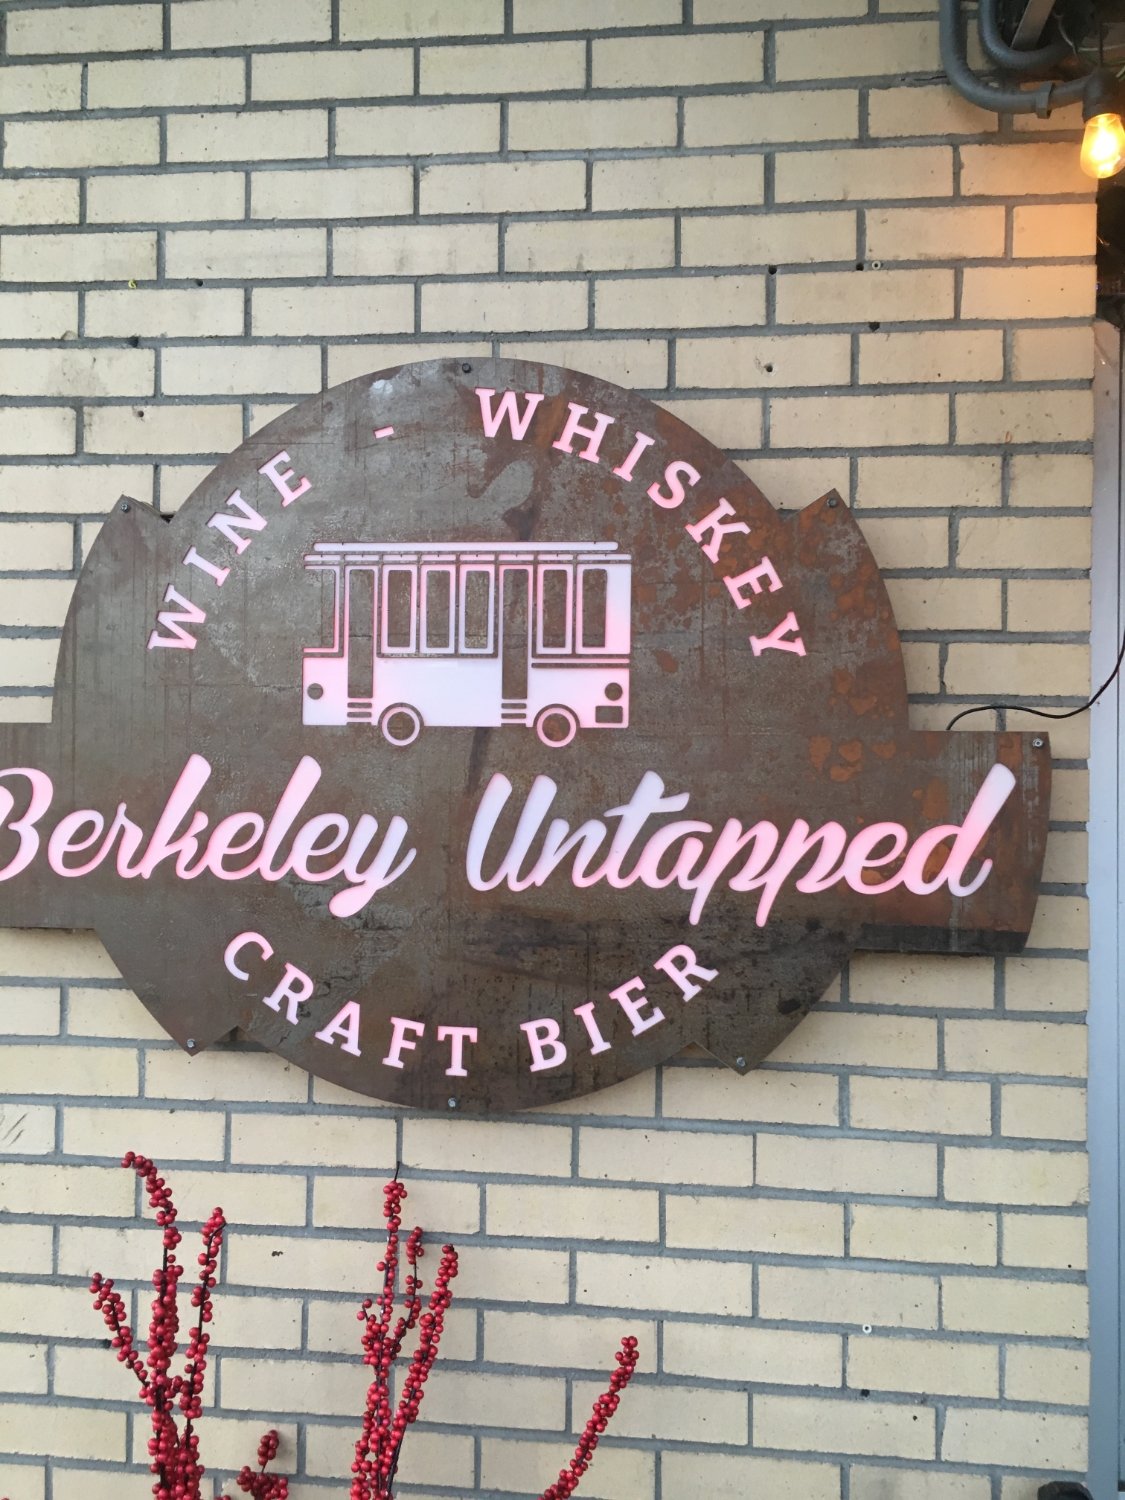 WINE - WHISKEY
Berkeley Untapped
CRAFT BIER